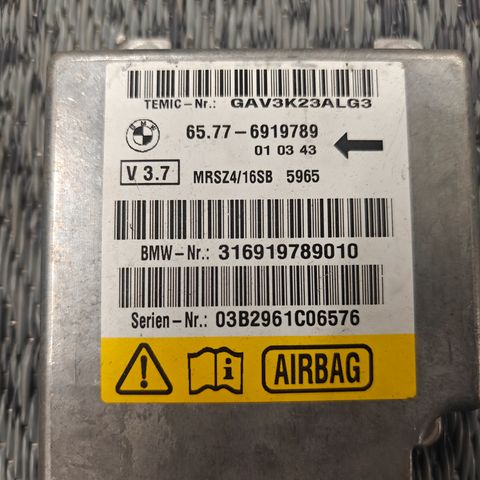 TEMIC-Nr.: GAV3K23ALG3
BMW 65.77-6919789
01 03 43
V 3.7 MRSZ4/16SB 5965
BMW-Nr.: 316919789010
Serien-Nr.: 03B2961C06576
! i AIRBAG